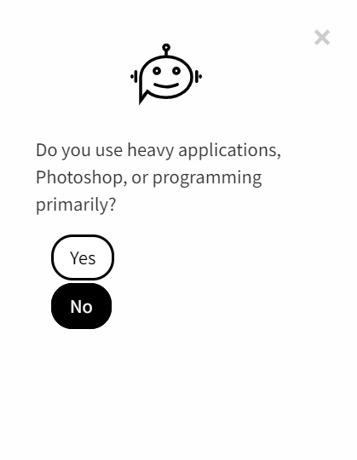 Do you use heavy applications,
Photoshop, or programming
primarily?
Yes
No